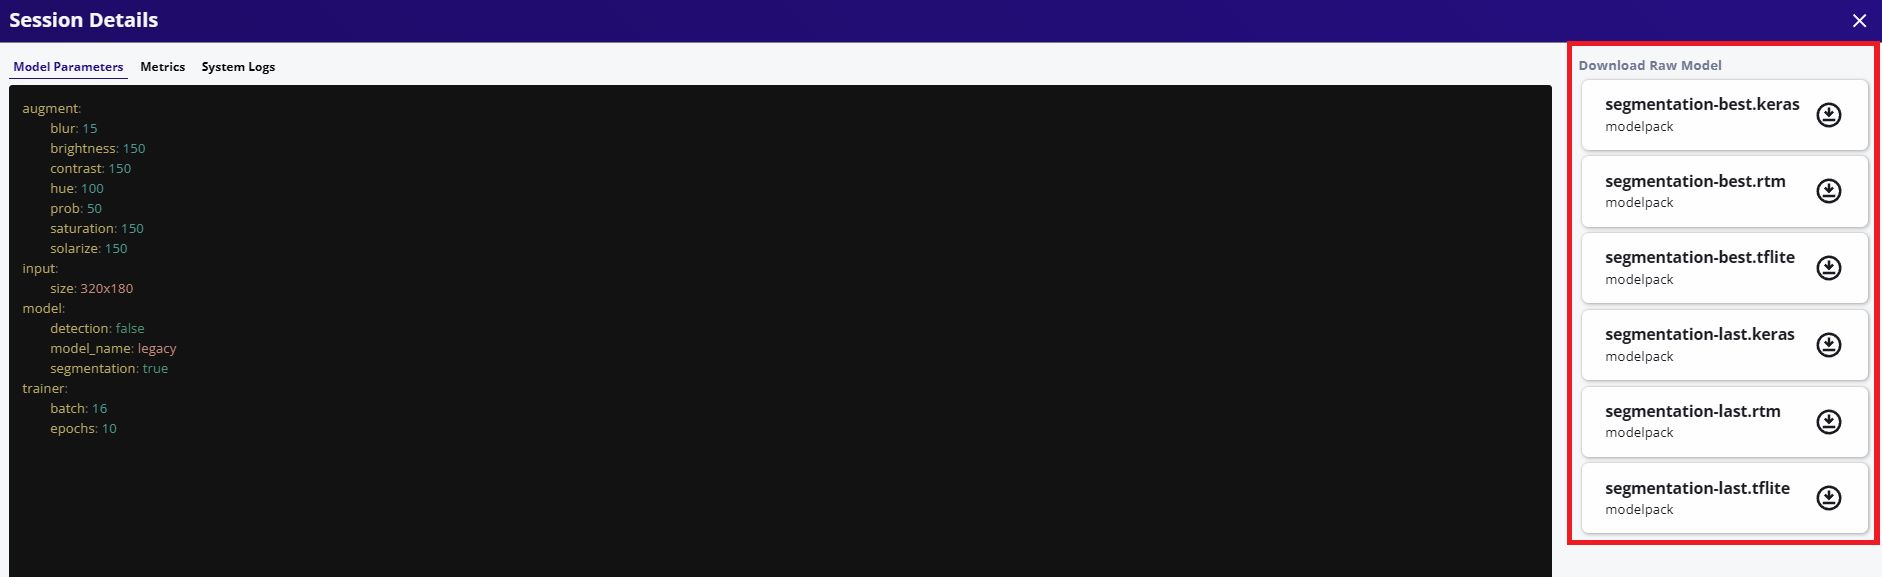 Session Details
Model Parameters Metrics System Logs
augment:
blur: 15
brightness: 150
contrast: 150
hue: 100
prob: 50
saturation: 150
solarize: 150
input:
size: 320x180
model:
detection: false
model_name: legacy
segmentation: true
trainer:
batch: 16
epochs: 10
Download Raw Model
segmentation-best.keras
modelpack
segmentation-best.rtm
modelpack
segmentation-best.tflite
modelpack
segmentation-last.keras
modelpack
segmentation-last.rtm
modelpack
segmentation-last.tflite
modelpack